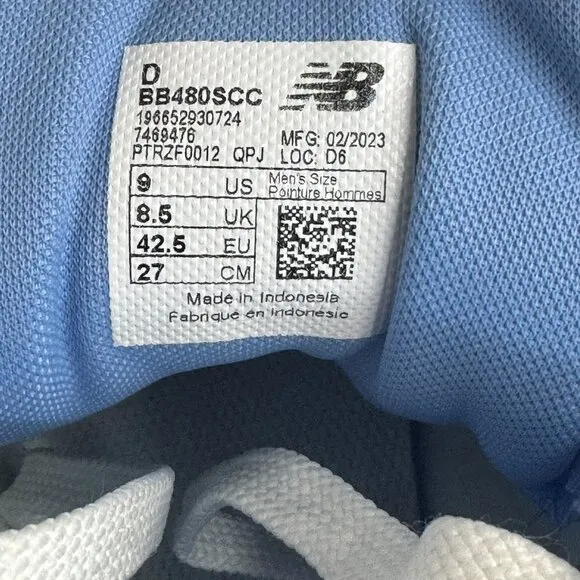 D
BB480SCC
196652930724
7469476
PTRZF0012 QPJ
MFG: 02/2023
LOC: D6
NB
9 US Men's Size
Pointure Hommes
8.5 UK
42.5 EU
27 CM
Made in Indonesia
Fabriqué en Indonésie